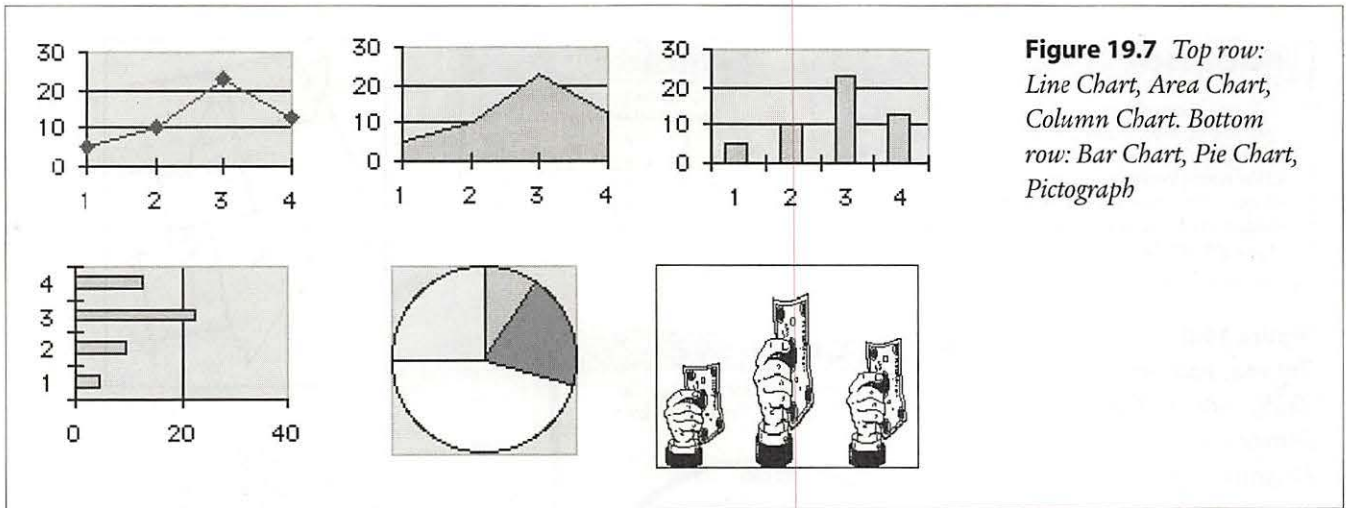 30
20
10
0
1 2 3 4
30
20
10
0
1 2 3 4
30
20
10
0
1 2 3 4
Figure 19.7 Top row:
Line Chart, Area Chart,
Column Chart. Bottom
row: Bar Chart, Pie Chart,
Pictograph
4
3
2
1
0 20 40